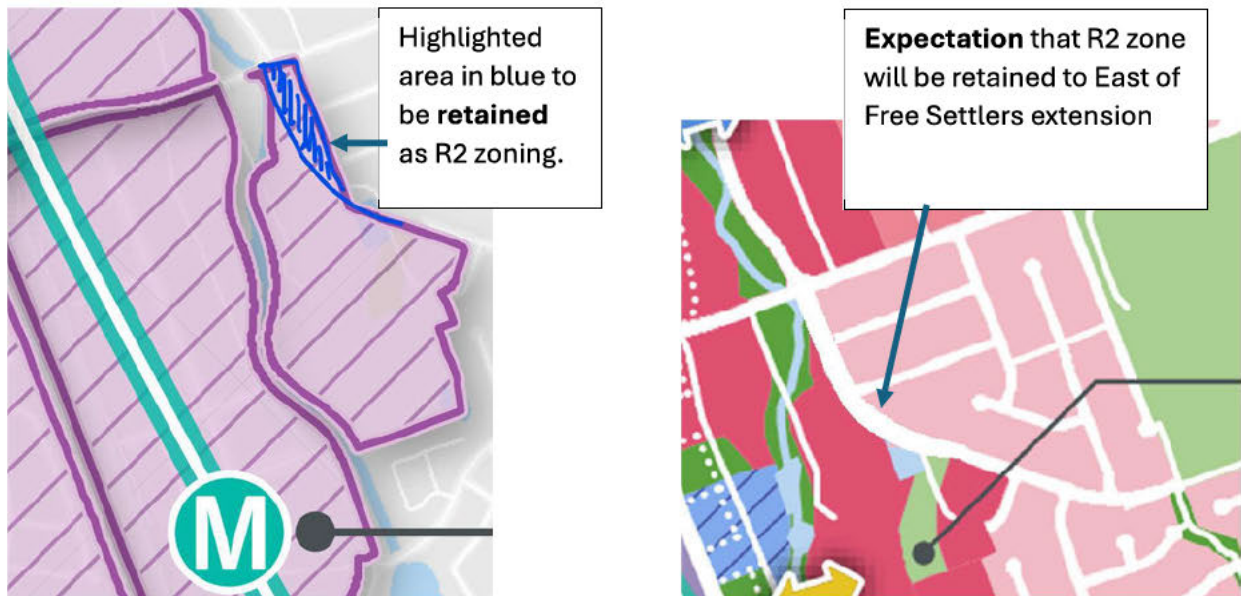 Highlighted
area in blue to
be retained
as R2 zoning.
M
Expectation that R2 zone
will be retained to East of
Free Settlers extension